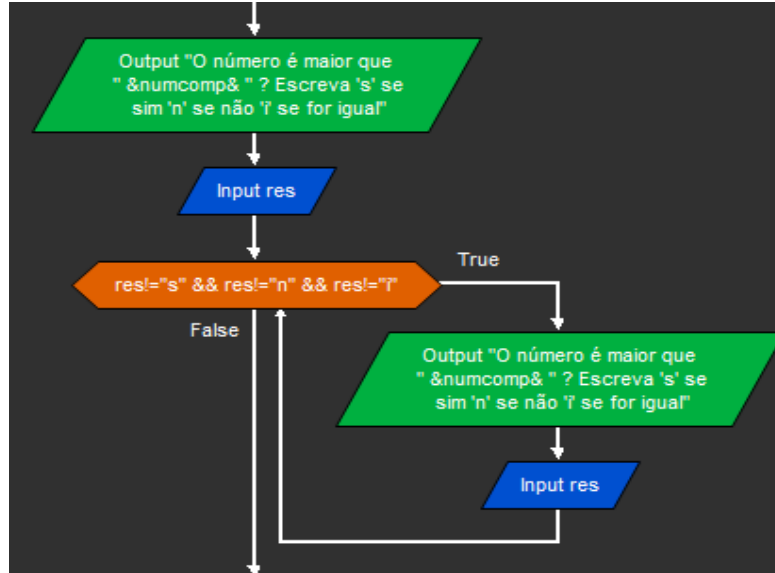 Output "O número é maior que
" &numcomp& " ? Escreva 's' se
sim 'n' se não 'i' se for igual"
Input res
res!="s" && res!="n" && res!="i"
True
False
Output "O número é maior que
" &numcomp& " ? Escreva 's' se
sim 'n' se não 'i' se for igual"
Input res